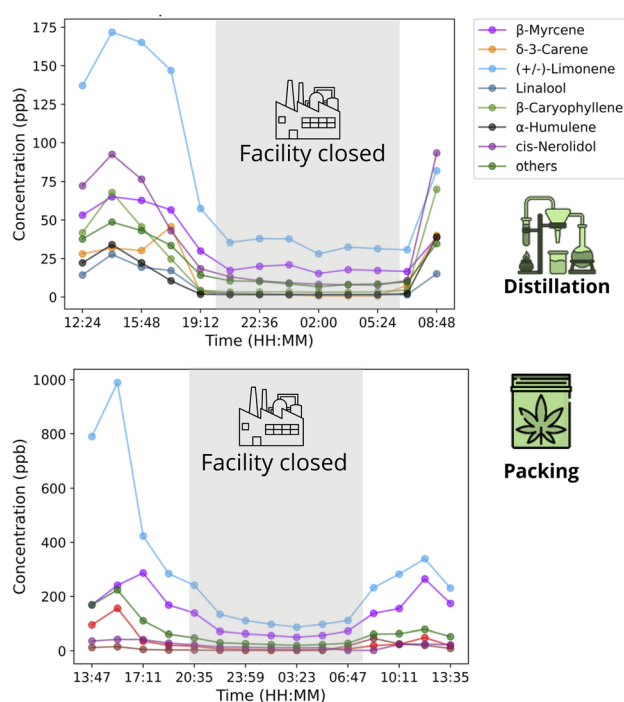 175
150
125
100
75
50
25
0
Concentration (ppb)
Facility closed
12:24 15:48 19:12 22:36 02:00 05:24 08:48
Time (HH:MM)
β-Myrcene
δ-3-Carene
(+/-)-Limonene
Linalool
β-Caryophyllene
α-Humulene
cis-Nerolidol
others
Distillation
1000
800
600
400
200
0
Concentration (ppb)
Facility closed
13:47 17:11 20:35 23:59 03:23 06:47 10:11 13:35
Time (HH:MM)
Packing